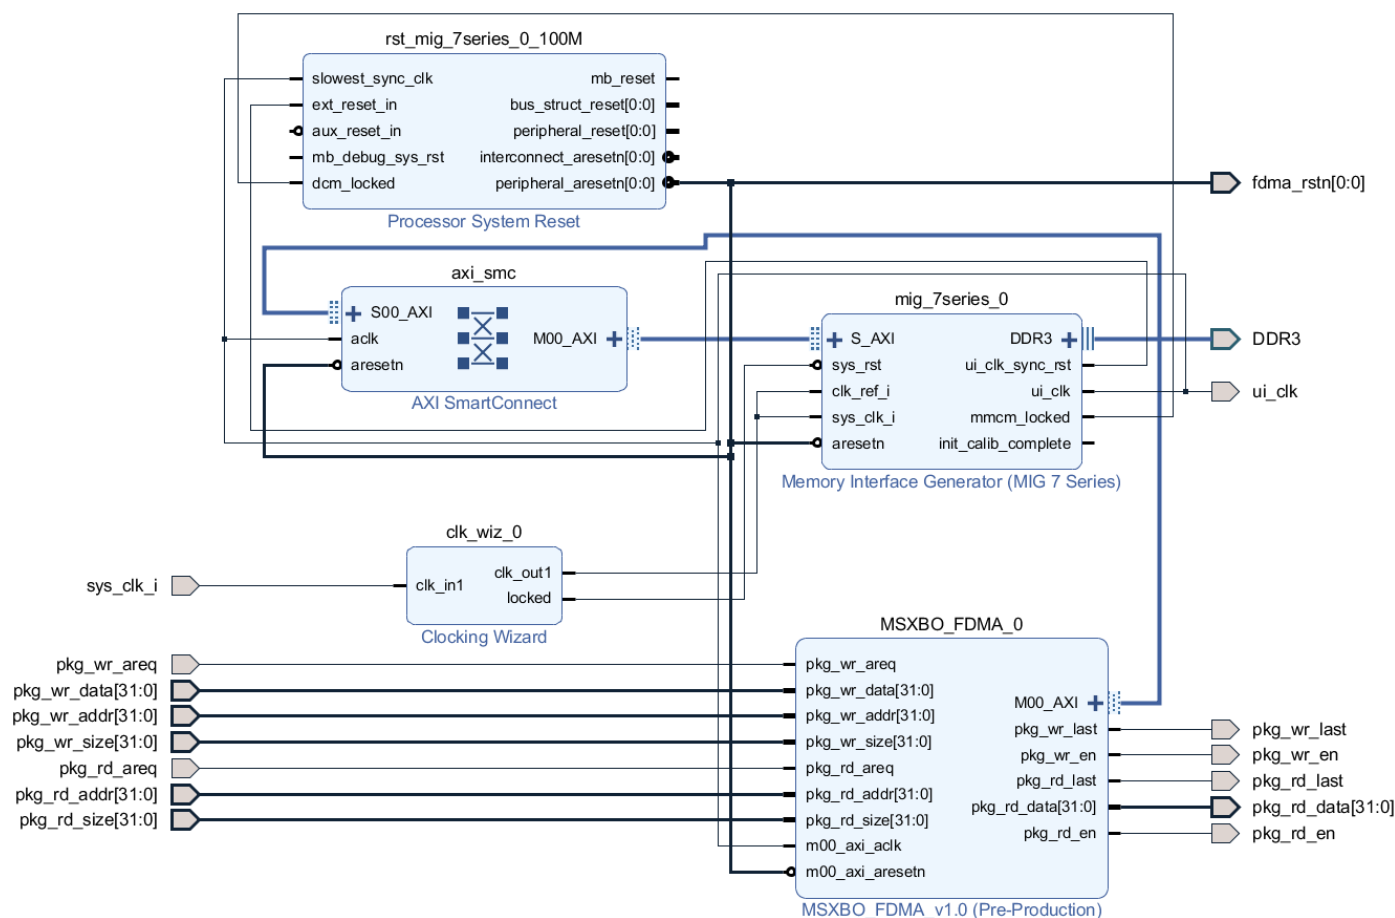 rst_mig_7series_0_100M
slowest_sync_clk
ext_reset_in
aux_reset_in
mb_debug_sys_rst
dcm_locked
mb_reset
bus_struct_reset[0:0]
peripheral_reset[0:0]
interconnect_aresetn[0:0]
peripheral_aresetn[0:0]
Processor System Reset
fdma_rstn[0:0]
axi_smc
S00_AXI
aclk
aresetn
M00_AXI
AXI SmartConnect
mig_7series_0
S_AXI
sys_rst
clk_ref_i
sys_clk_i
aresetn
DDR3
ui_clk_sync_rst
ui_clk
mmcm_locked
init_calib_complete
Memory Interface Generator (MIG 7 Series)
DDR3
ui_clk
clk_wiz_0
sys_clk_i
clk_in1
clk_out1
locked
Clocking Wizard
pkg_wr_areq
pkg_wr_data[31:0]
pkg_wr_addr[31:0]
pkg_wr_size[31:0]
pkg_rd_areq
pkg_rd_addr[31:0]
pkg_rd_size[31:0]
MSXBO_FDMA_0
pkg_wr_areq
pkg_wr_data[31:0]
pkg_wr_addr[31:0]
pkg_wr_size[31:0]
pkg_rd_areq
pkg_rd_addr[31:0]
pkg_rd_size[31:0]
m00_axi_aclk
m00_axi_aresetn
M00_AXI
pkg_wr_last
pkg_wr_en
pkg_rd_last
pkg_rd_data[31:0]
pkg_rd_en
MSXBO_FDMA_v1.0 (Pre-Production)
pkg_wr_last
pkg_wr_en
pkg_rd_last
pkg_rd_data[31:0]
pkg_rd_en